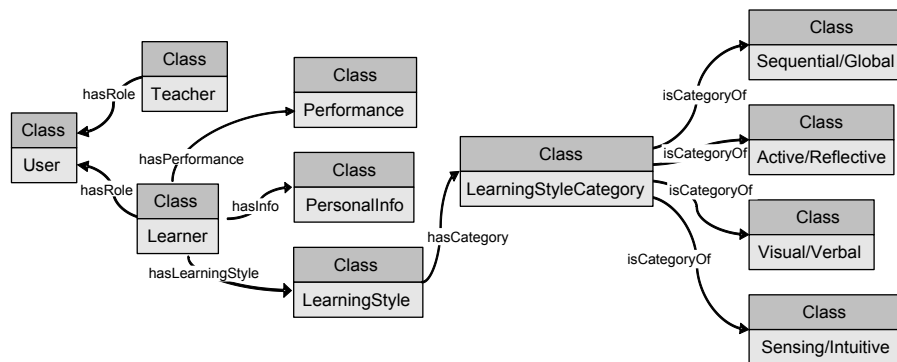 Class
Sequential/Global
Class
Teacher
Class
Performance
hasRole
isCategoryOf
Class
User
Class
Active/Reflective
isCategoryOf
hasPerformance
Class
LearningStyleCategory
hasRole
Class
Learner
hasInfo
Class
PersonalInfo
isCategoryOf
Class
Visual/Verbal
hasCategory
hasLearningStyle
Class
LearningStyle
isCategoryOf
Class
Sensing/Intuitive